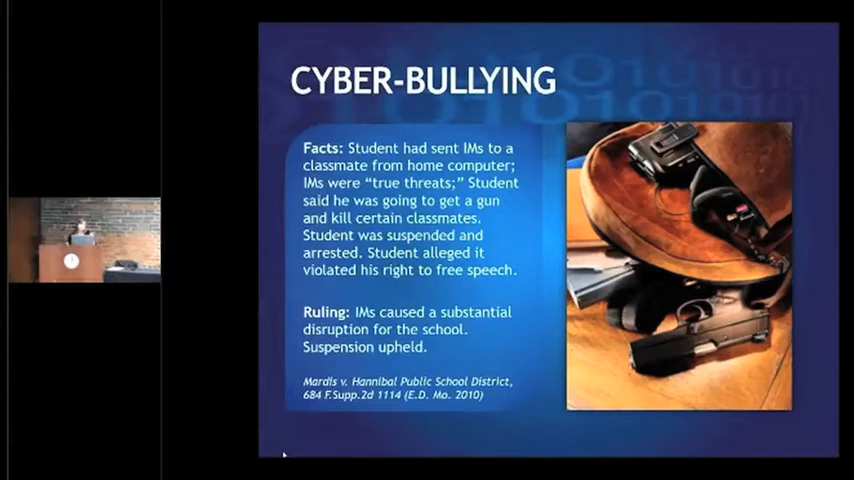 CYBER-BULLYING
Facts: Student had sent IMs to a
classmate from home computer;
IMs were “true threats;” Student
said he was going to get a gun
and kill certain classmates.
Student was suspended and
arrested. Student alleged it
violated his right to free speech.
Ruling: IMs caused a substantial
disruption for the school.
Suspension upheld.
Mardis v. Hannibal Public School District,
684 F.Supp.2d 1114 (E.D. Mo. 2010)